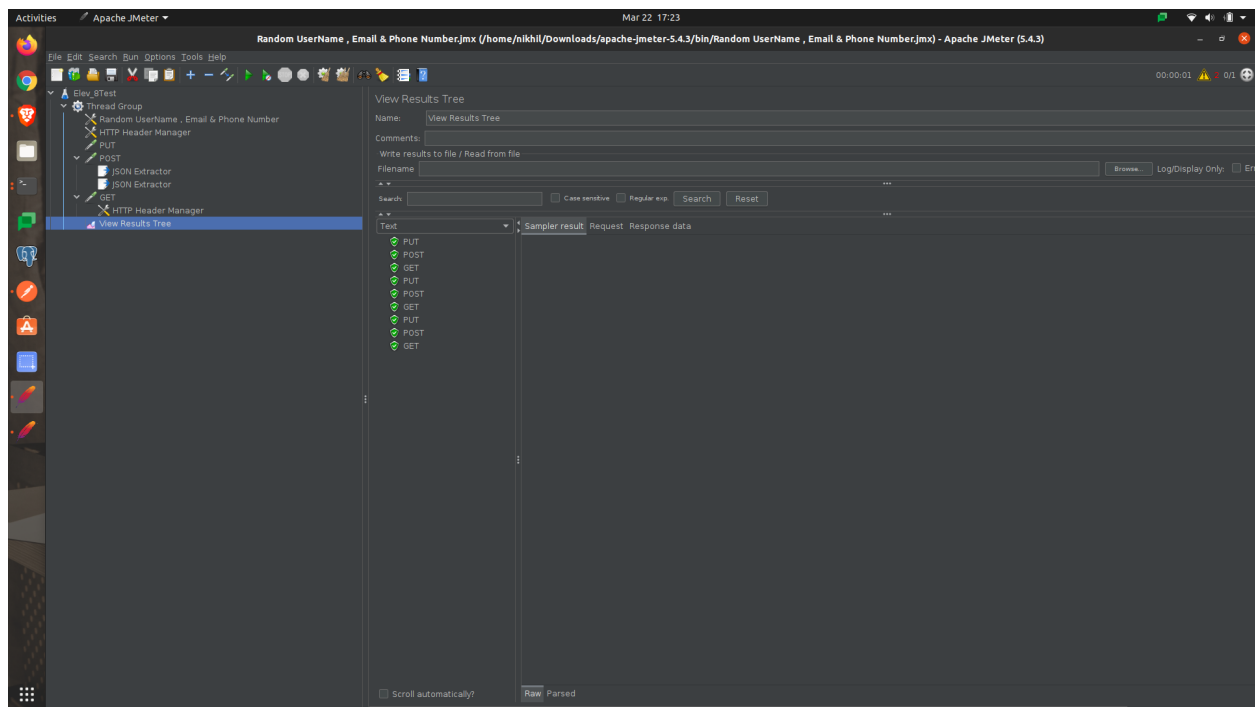 Activities
Apache JMeter
Mar 22 17:23
Random UserName , Email & Phone Number.jmx (/home/nikhil/Downloads/apache-jmeter-5.4.3/bin/Random UserName , Email & Phone Number.jmx) - Apache JMeter (5.4.3)
File Edit Search Run Options Tools Help
00:00:01
0/1
Elev_8Test
Thread Group
Random UserName , Email & Phone Number
HTTP Header Manager
PUT
POST
JSON Extractor
JSON Extractor
GET
HTTP Header Manager
View Results Tree
View Results Tree
Name: View Results Tree
Comments:
Write results to file / Read from file
Filename
Browse...
Log/Display Only:
Er
Search:
Case sensitive
Regular exp.
Search
Reset
Text
Sampler result Request Response data
PUT
POST
GET
PUT
POST
GET
PUT
POST
GET
Scroll automatically?
Raw Parsed